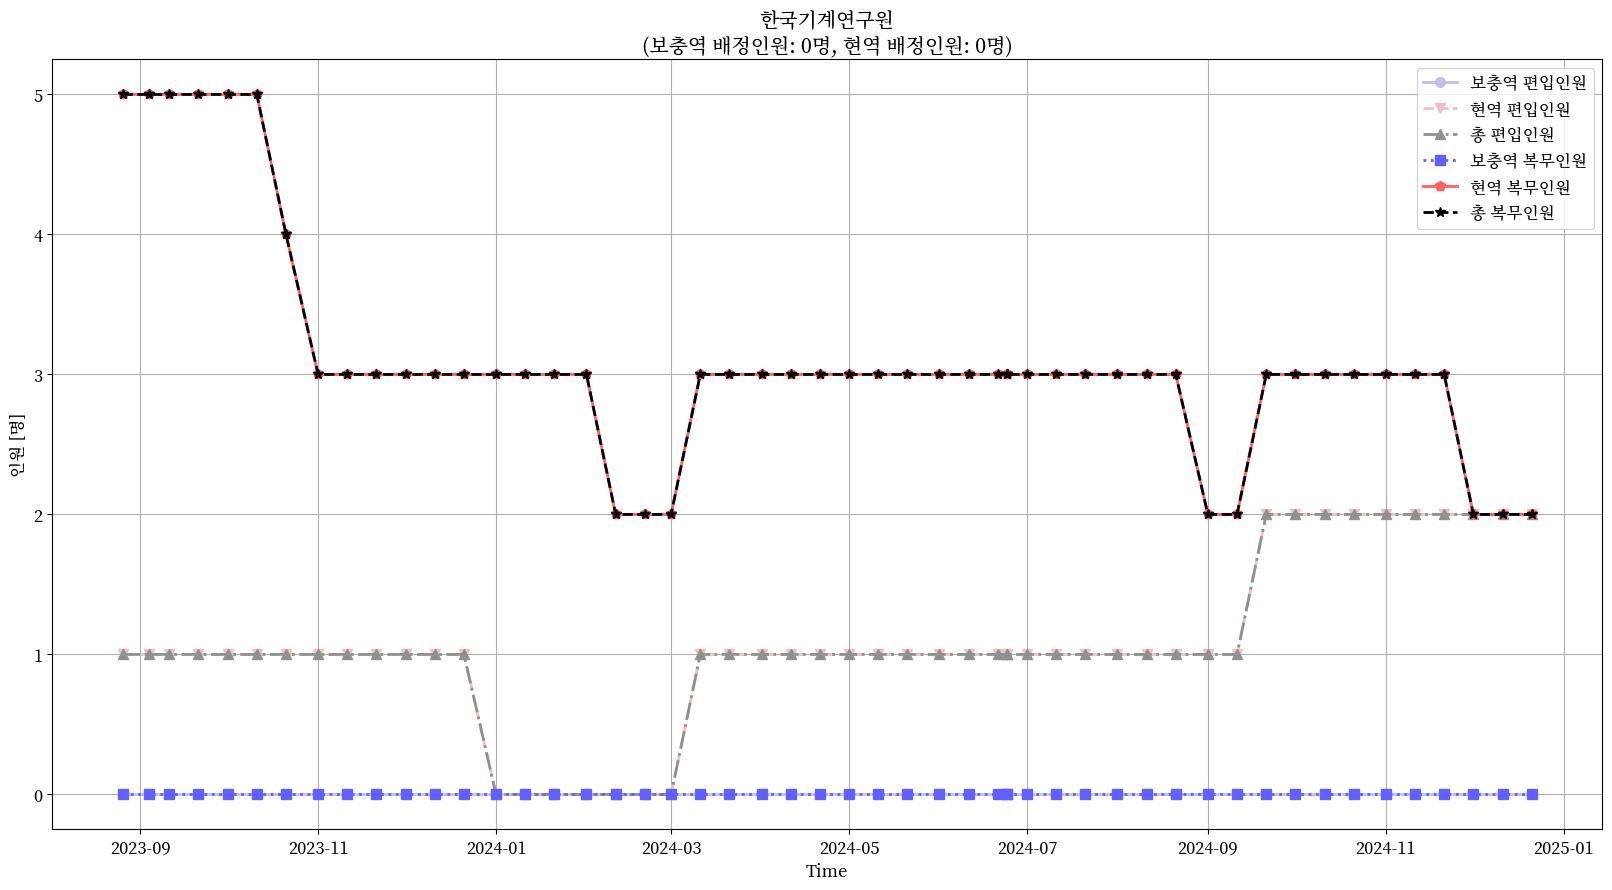 한국기계연구원
(보충역 배정인원: 0명, 현역 배정인원: 0명)
보충역 편입인원
현역 편입인원
총 편입인원
보충역 복무인원
현역 복무인원
총 복무인원
인원 [명]
5
4
3
2
1
0
2023-09
2023-11
2024-01
2024-03
2024-05
2024-07
2024-09
2024-11
2025-01
Time